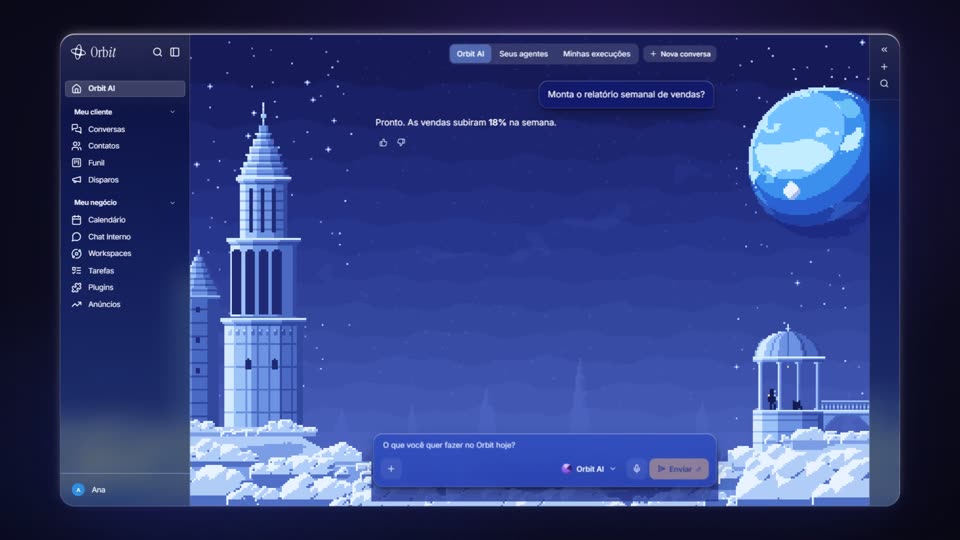 Orbit
Orbit AI
Meu cliente
Conversas
Contatos
Funil
Disparos
Meu negócio
Calendário
Chat Interno
Workspaces
Tarefas
Plugins
Anúncios
A
Ana
Orbit AI
Seus agentes
Minhas execuções
+ Nova conversa
Monta o relatório semanal de vendas?
Pronto. As vendas subiram 18% na semana.
O que você quer fazer no Orbit hoje?
Orbit AI
Enviar